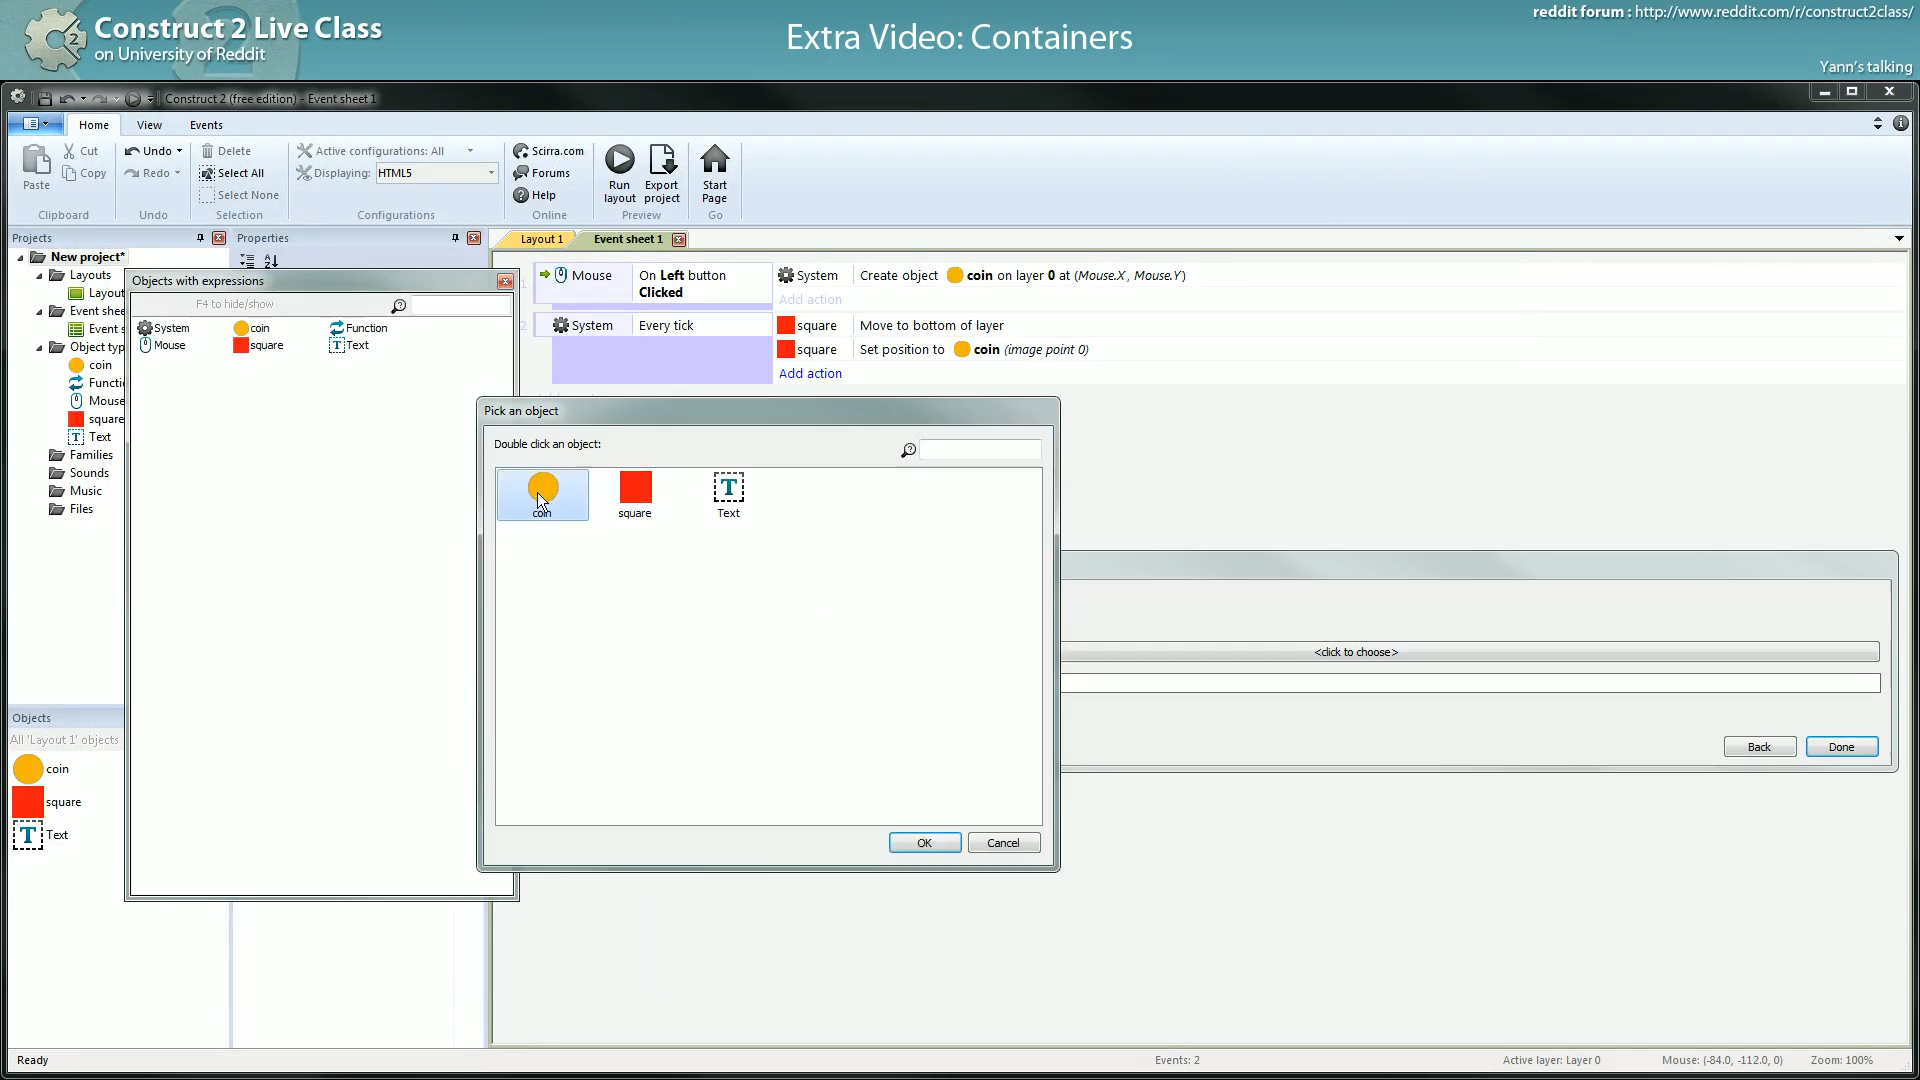 Construct 2 Live Class
on University of Reddit
Extra Video: Containers
reddit forum : http://www.reddit.com/r/construct2class/
Yann's talking
Construct 2 (free edition) - Event sheet 1
Home
View
Events
Paste
Cut
Copy
Clipboard
Undo
Redo
Undo
Delete
Select All
Select None
Selection
Active configurations: All
Displaying: HTML5
Configurations
Scirra.com
Forums
Help
Online
Run layout
Export project
Preview
Start Page
Go
Projects
Properties
Layout 1
Event sheet 1
New project*
Layouts
Layout
Event shee
Event s
Object typ
coin
Functio
Mouse
square
Text
Families
Sounds
Music
Files
Objects with expressions
F4 to hide/show
System
coin
Function
Mouse
square
Text
1
Mouse
On Left button Clicked
System
Create object coin on layer 0 at (Mouse.X, Mouse.Y)
Add action
2
System
Every tick
square
Move to bottom of layer
square
Set position to coin (image point 0)
Add action
Pick an object
Double click an object:
coin
square
Text
OK
Cancel
<click to choose>
Back
Done
Objects
All 'Layout 1' objects
coin
square
Text
Ready
Events: 2
Active layer: Layer 0
Mouse: (-84.0, -112.0, 0)
Zoom: 100%